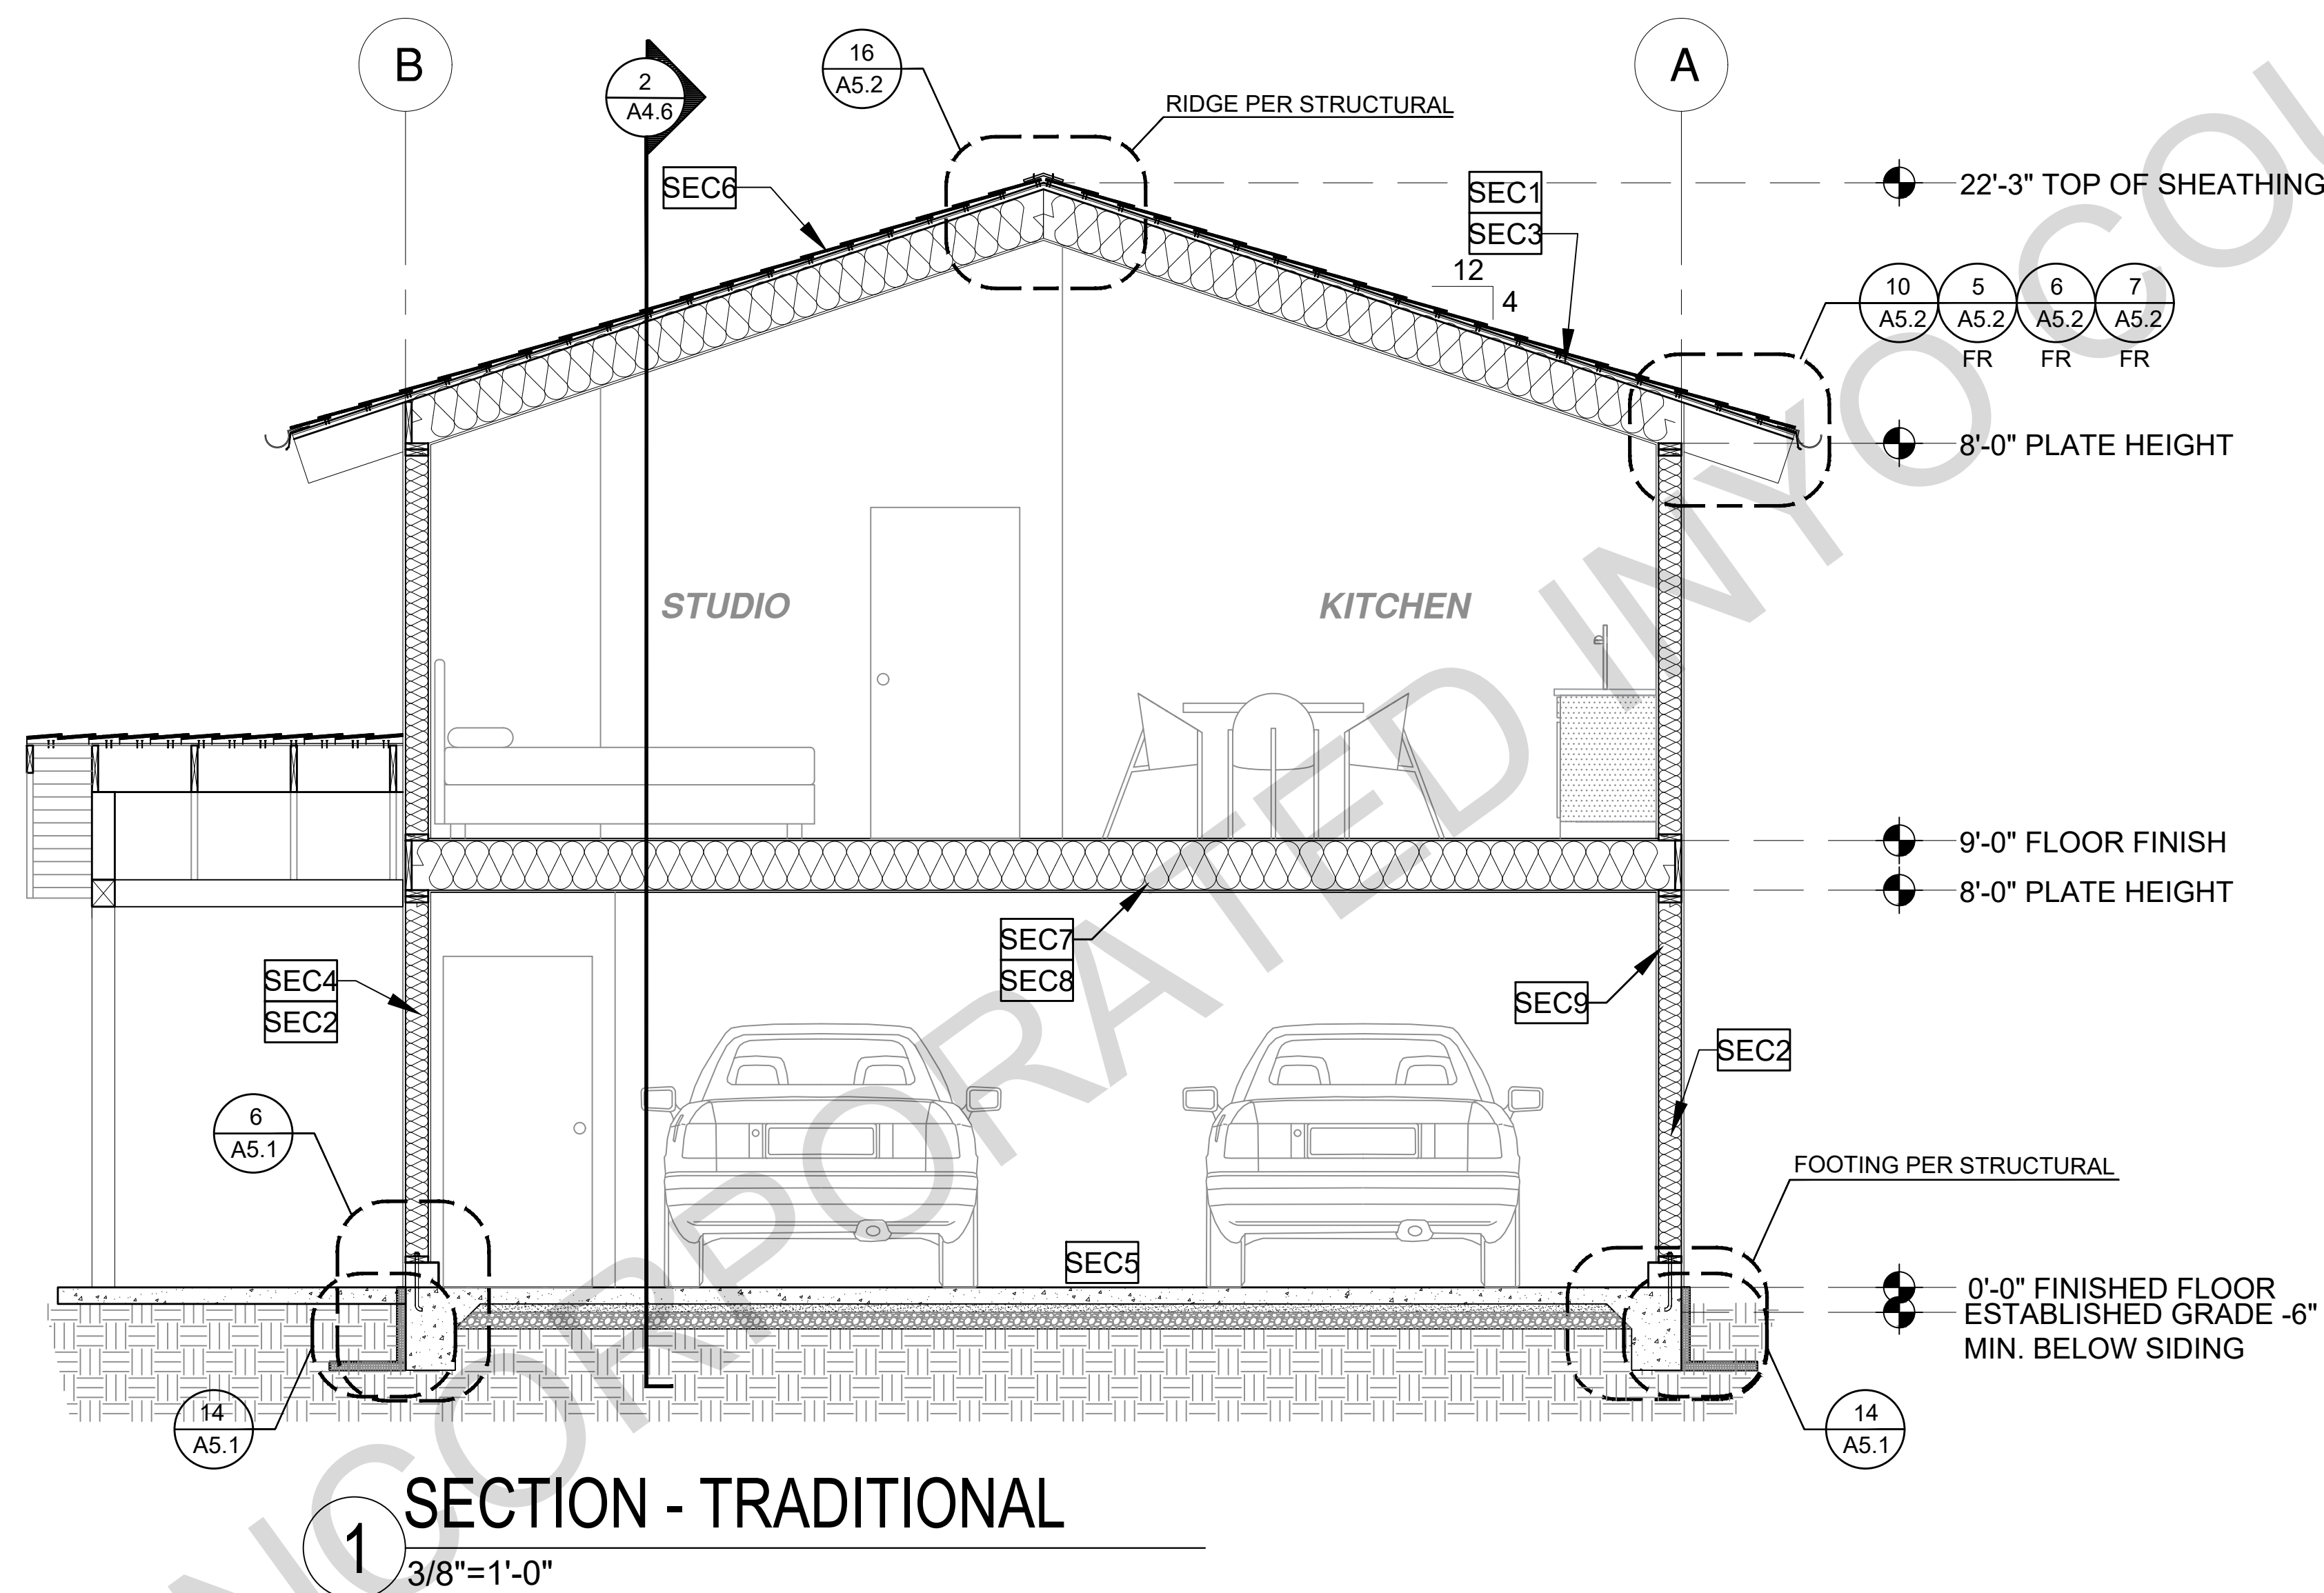 B
A
2
A4.6
16
A5.2
RIDGE PER STRUCTURAL
SEC6
SEC1
SEC3
22'-3" TOP OF SHEATHING
12
4
10
A5.2
5
A5.2
FR
6
A5.2
FR
7
A5.2
FR
8'-0" PLATE HEIGHT
STUDIO
KITCHEN
9'-0" FLOOR FINISH
8'-0" PLATE HEIGHT
SEC7
SEC8
SEC4
SEC2
SEC9
SEC2
6
A5.1
FOOTING PER STRUCTURAL
SEC5
0'-0" FINISHED FLOOR
ESTABLISHED GRADE -6"
MIN. BELOW SIDING
14
A5.1
14
A5.1
1
SECTION - TRADITIONAL
3/8"=1'-0"
NCORPORATED INYO COU